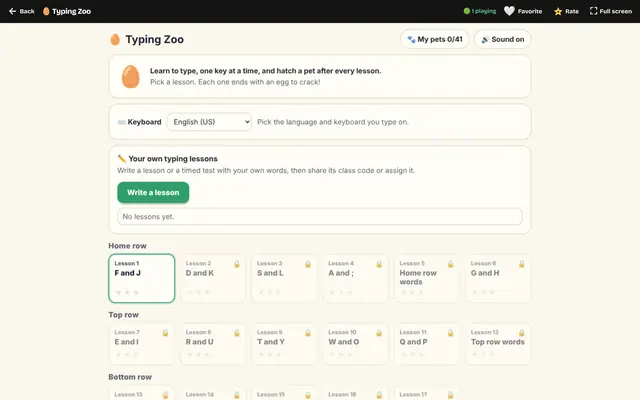 Back
Typing Zoo
1 playing
Favorite
Rate
Full screen
Typing Zoo
My pets 0/41
Sound on
Learn to type, one key at a time, and hatch a pet after every lesson.
Pick a lesson. Each one ends with an egg to crack!
Keyboard
English (US)
Pick the language and keyboard you type on.
Your own typing lessons
Write a lesson or a timed test with your own words, then share its class code or assign it.
Write a lesson
No lessons yet.
Home row
Lesson 1
F and J
Lesson 2
D and K
Lesson 3
S and L
Lesson 4
A and ;
Lesson 5
Home row
words
Lesson 6
G and H
Top row
Lesson 7
E and I
Lesson 8
R and U
Lesson 9
T and Y
Lesson 10
W and O
Lesson 11
Q and P
Lesson 12
Top row words
Bottom row
Lesson 13
Lesson 14
Lesson 15
Lesson 16
Lesson 17